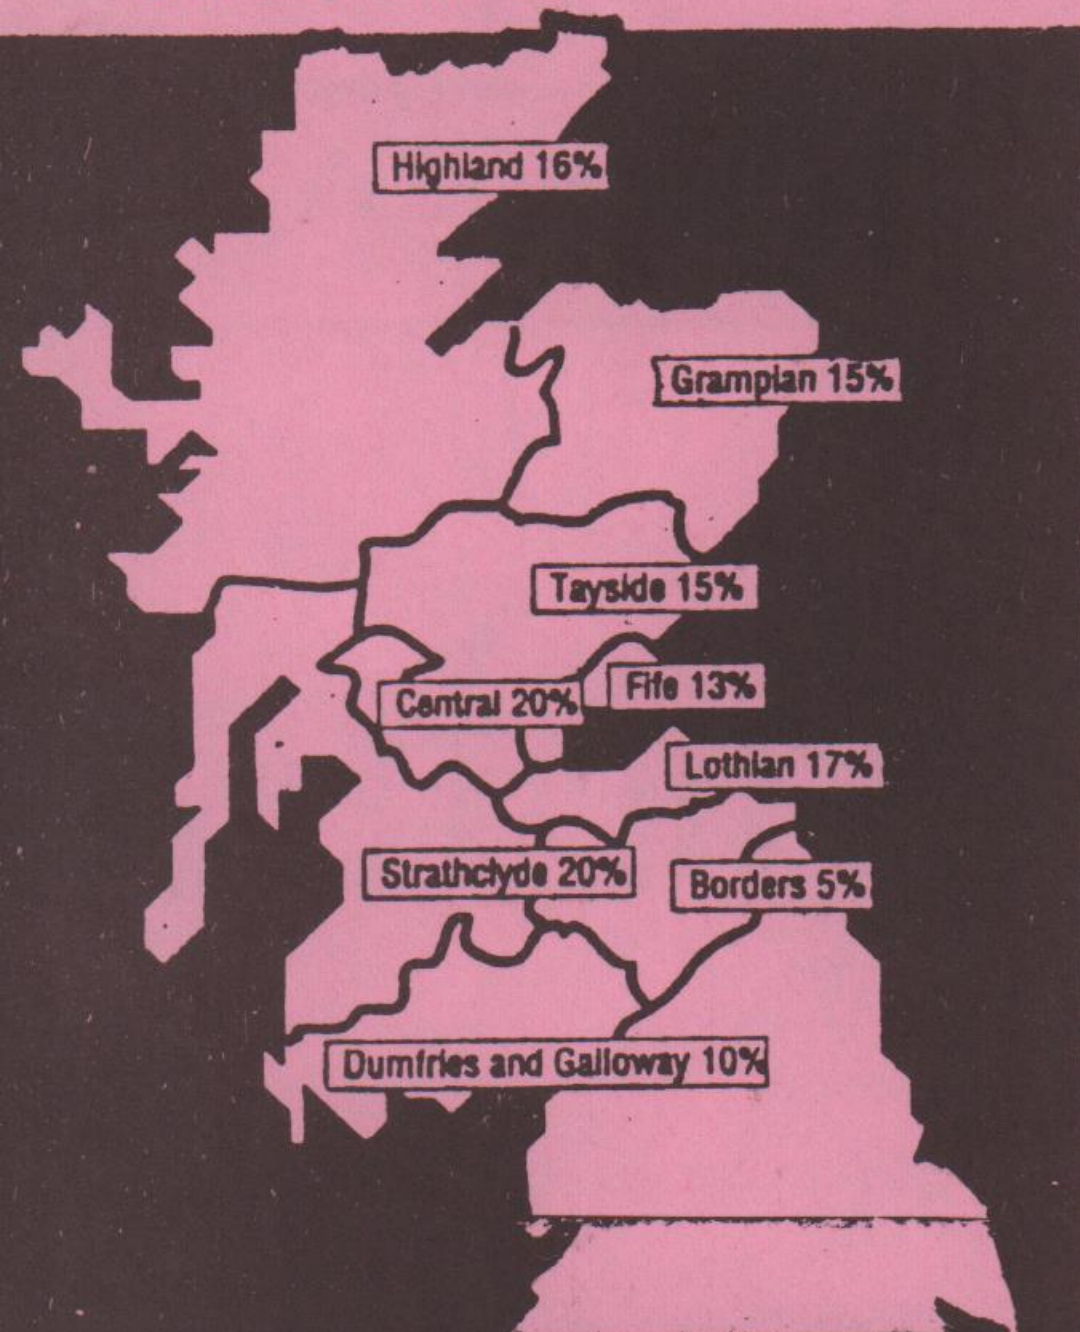 Highland 16%
Grampian 15%
Tayside 15%
Central 20%
Fife 13%
Lothian 17%
Strathclyde 20%
Borders 5%
Dumfries and Galloway 10%